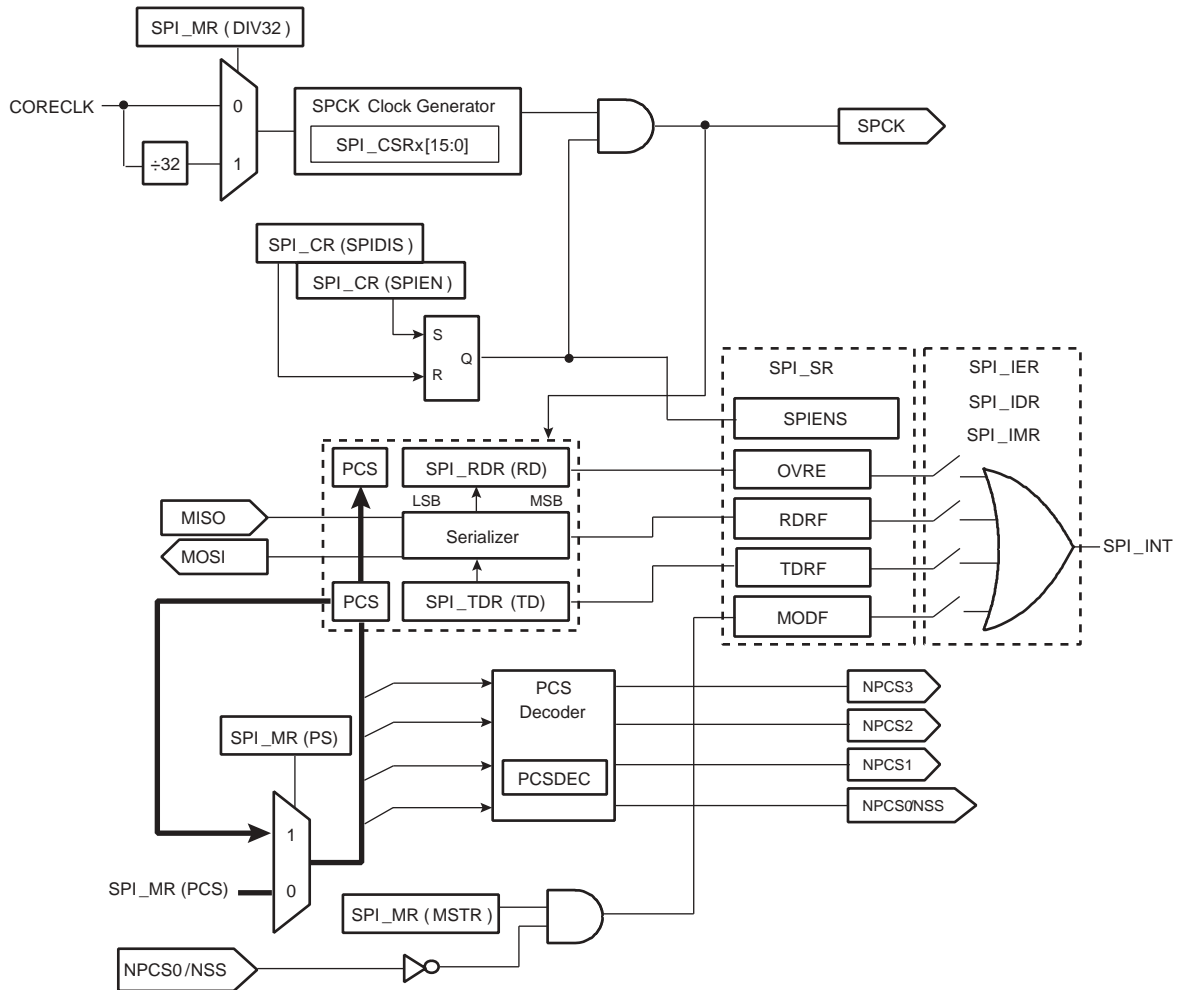 SPI_MR (DIV32)
CORECLK
0
SPCK Clock Generator
SPI_CSRx[15:0]
SPCK
÷32
1
SPI_CR (SPIDIS)
SPI_CR (SPIEN)
S
Q
R
SPI_SR
SPI_IER
SPI_IDR
SPI_IMR
SPIENS
PCS
SPI_RDR (RD)
OVRE
LSB
MSB
MISO
Serializer
RDRF
MOSI
SPI_INT
TDRF
PCS
SPI_TDR (TD)
MODF
PCS
Decoder
NPCS3
NPCS2
SPI_MR (PS)
PCSDEC
NPCS1
NPCS0/NSS
1
SPI_MR (PCS)
0
SPI_MR (MSTR)
NPCS0/NSS